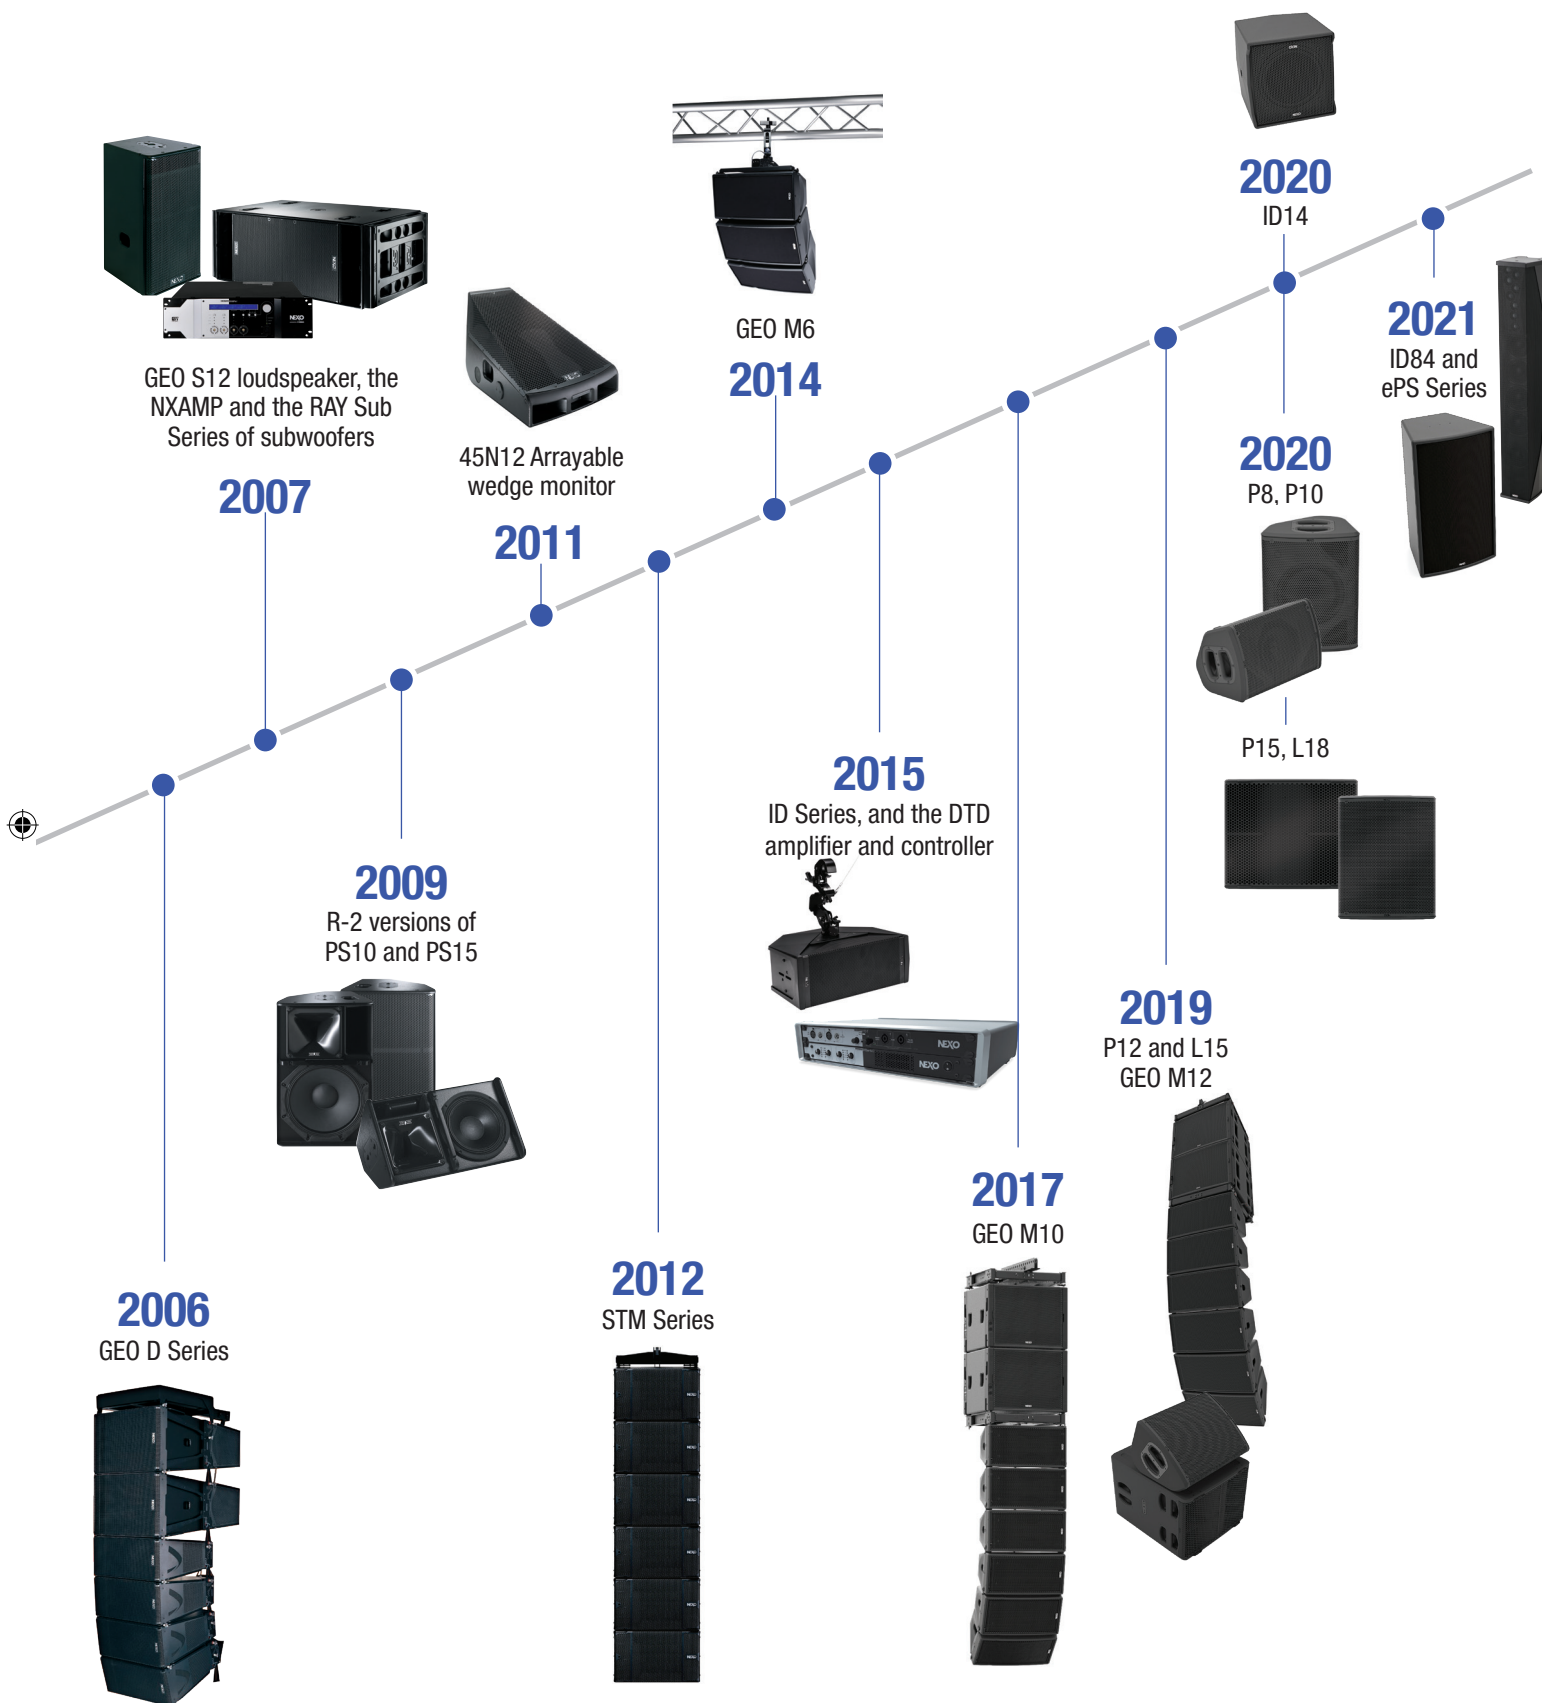 2020
ID14
GEO S12 loudspeaker, the
NXAMP and the RAY Sub
Series of subwoofers
2007
45N12 Arrayable
wedge monitor
2011
GEO M6
2014
2021
ID84 and
ePS Series
2020
P8, P10
P15, L18
2015
ID Series, and the DTD
amplifier and controller
NEXO
NEXO
2009
R-2 versions of
PS10 and PS15
2019
P12 and L15
GEO M12
2017
GEO M10
2012
STM Series
2006
GEO D Series